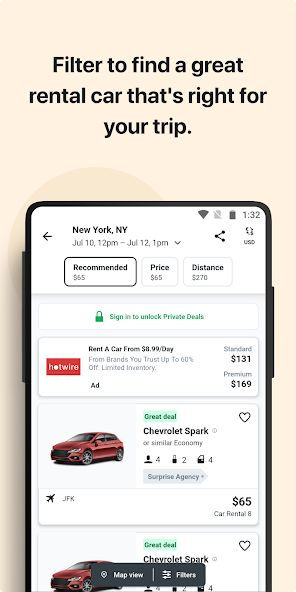 Filter to find a great
rental car that's right for
your trip.
1:32
New York, NY
Jul 10, 12pm – Jul 12, 1pm
USD
Recommended
$65
Price
$65
Distance
$270
Sign in to unlock Private Deals
hotwire
Rent A Car From $8.99/Day
From Brands You Trust Up To 60%
Off. Limited Inventory.
Ad
Standard
$131
Premium
$169
Great deal
Chevrolet Spark
or similar Economy
4 2 4
Surprise Agency
JFK
$65
Car Rental 8
Great deal
Chevrolet Spark
Map view
Filters